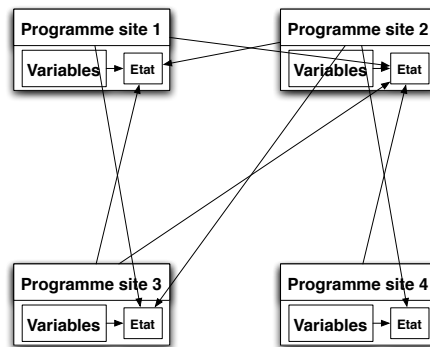 Programme site 1
Variables
Etat
Programme site 2
Variables
Etat
Programme site 3
Variables
Etat
Programme site 4
Variables
Etat